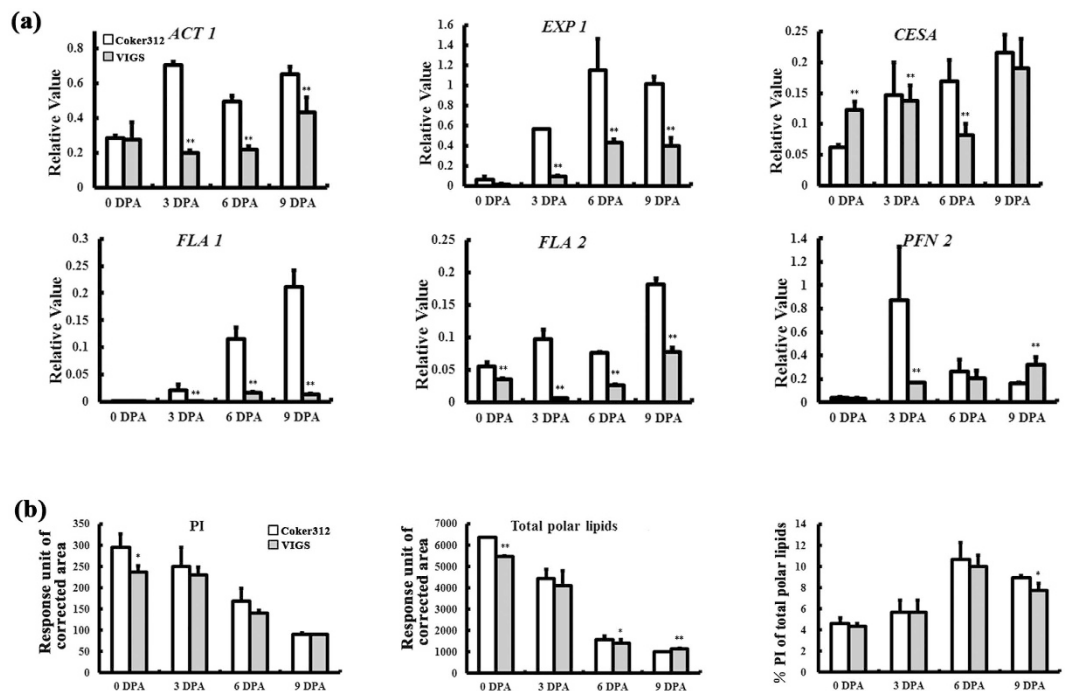 (a)
ACT 1
Coker312
VIGS
Relative Value
0.8
0.6
0.4
0.2
0
**
**
**
0 DPA 3 DPA 6 DPA 9 DPA
EXP 1
Relative Value
1.6
1.4
1.2
1
0.8
0.6
0.4
0.2
0
**
**
**
0 DPA 3 DPA 6 DPA 9 DPA
CESA
Relative Value
0.25
0.2
0.15
0.1
0.05
0
**
**
**
0 DPA 3 DPA 6 DPA 9 DPA
FLA 1
Relative Value
0.3
0.25
0.2
0.15
0.1
0.05
0
**
**
**
0 DPA 3 DPA 6 DPA 9 DPA
FLA 2
Relative Value
0.25
0.2
0.15
0.1
0.05
0
**
**
**
**
0 DPA 3 DPA 6 DPA 9 DPA
PFN 2
Relative Value
1.4
1.2
1
0.8
0.6
0.4
0.2
0
**
**
0 DPA 3 DPA 6 DPA 9 DPA
(b)
PI
Coker312
VIGS
Response unit of
corrected area
350
300
250
200
150
100
50
0
*
0 DPA 3 DPA 6 DPA 9 DPA
Total polar lipids
Response unit of
corrected area
7000
6000
5000
4000
3000
2000
1000
0
**
*
**
0 DPA 3 DPA 6 DPA 9 DPA
% PI of total polar lipids
14
12
10
8
6
4
2
0
*
0 DPA 3 DPA 6 DPA 9 DPA